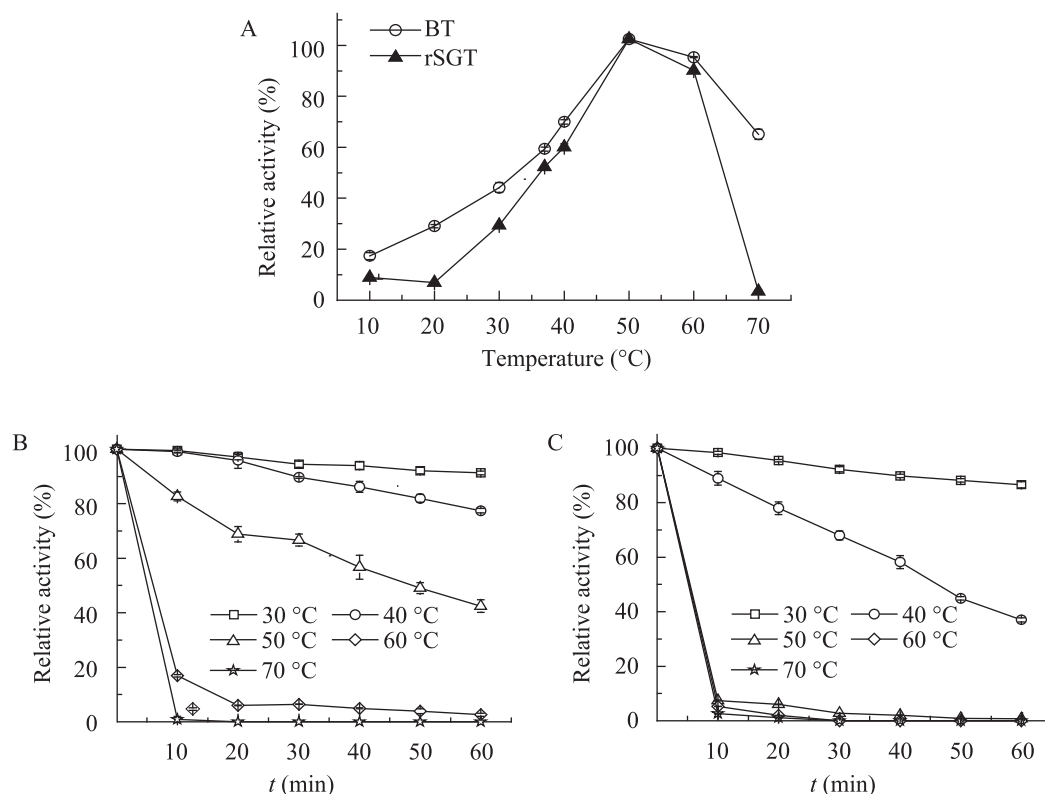 A
BT
rSGT
Relative activity (%)
100
80
60
40
20
0
10 20 30 40 50 60 70
Temperature (°C)
B
Relative activity (%)
100
80
60
40
20
0
30 °C 40 °C
50 °C 60 °C
70 °C
10 20 30 40 50 60
t (min)
C
Relative activity (%)
100
80
60
40
20
0
30 °C 40 °C
50 °C 60 °C
70 °C
10 20 30 40 50 60
t (min)